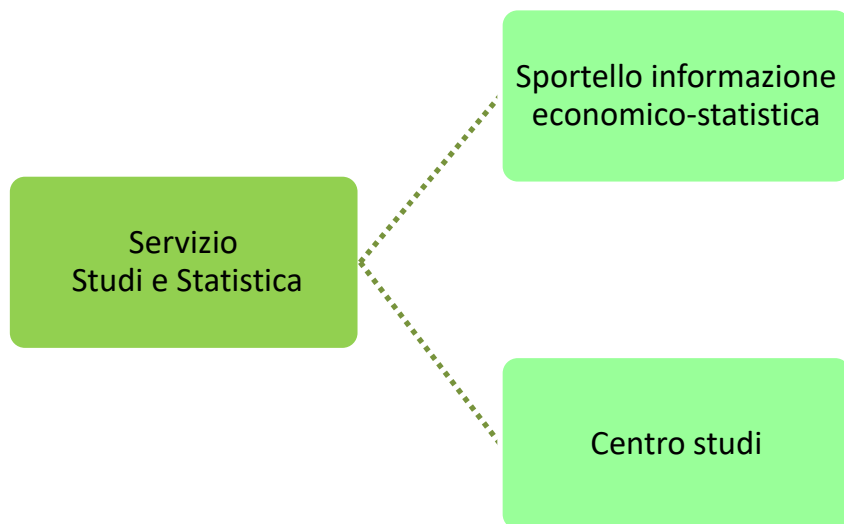 Sportello informazione
economico-statistica
Servizio
Studi e Statistica
Centro studi